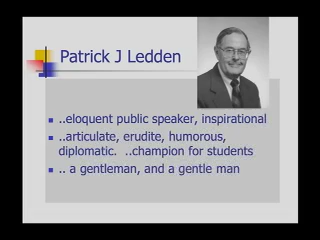 Patrick J Ledden
..eloquent public speaker, inspirational
..articulate, erudite, humorous,
diplomatic. ..champion for students
.. a gentleman, and a gentle man